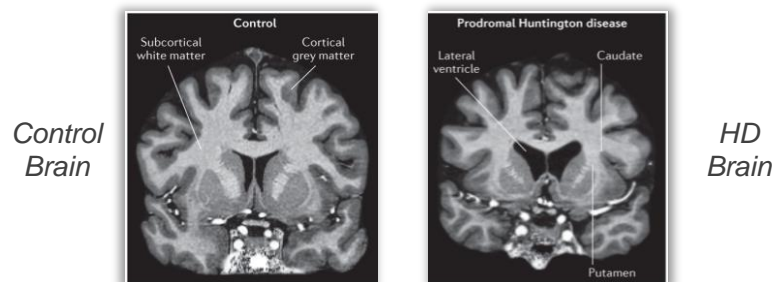 Control
Brain
Control
Subcortical
white matter
Cortical
grey matter
Prodromal Huntington disease
Lateral
ventricle
Caudate
Putamen
HD
Brain